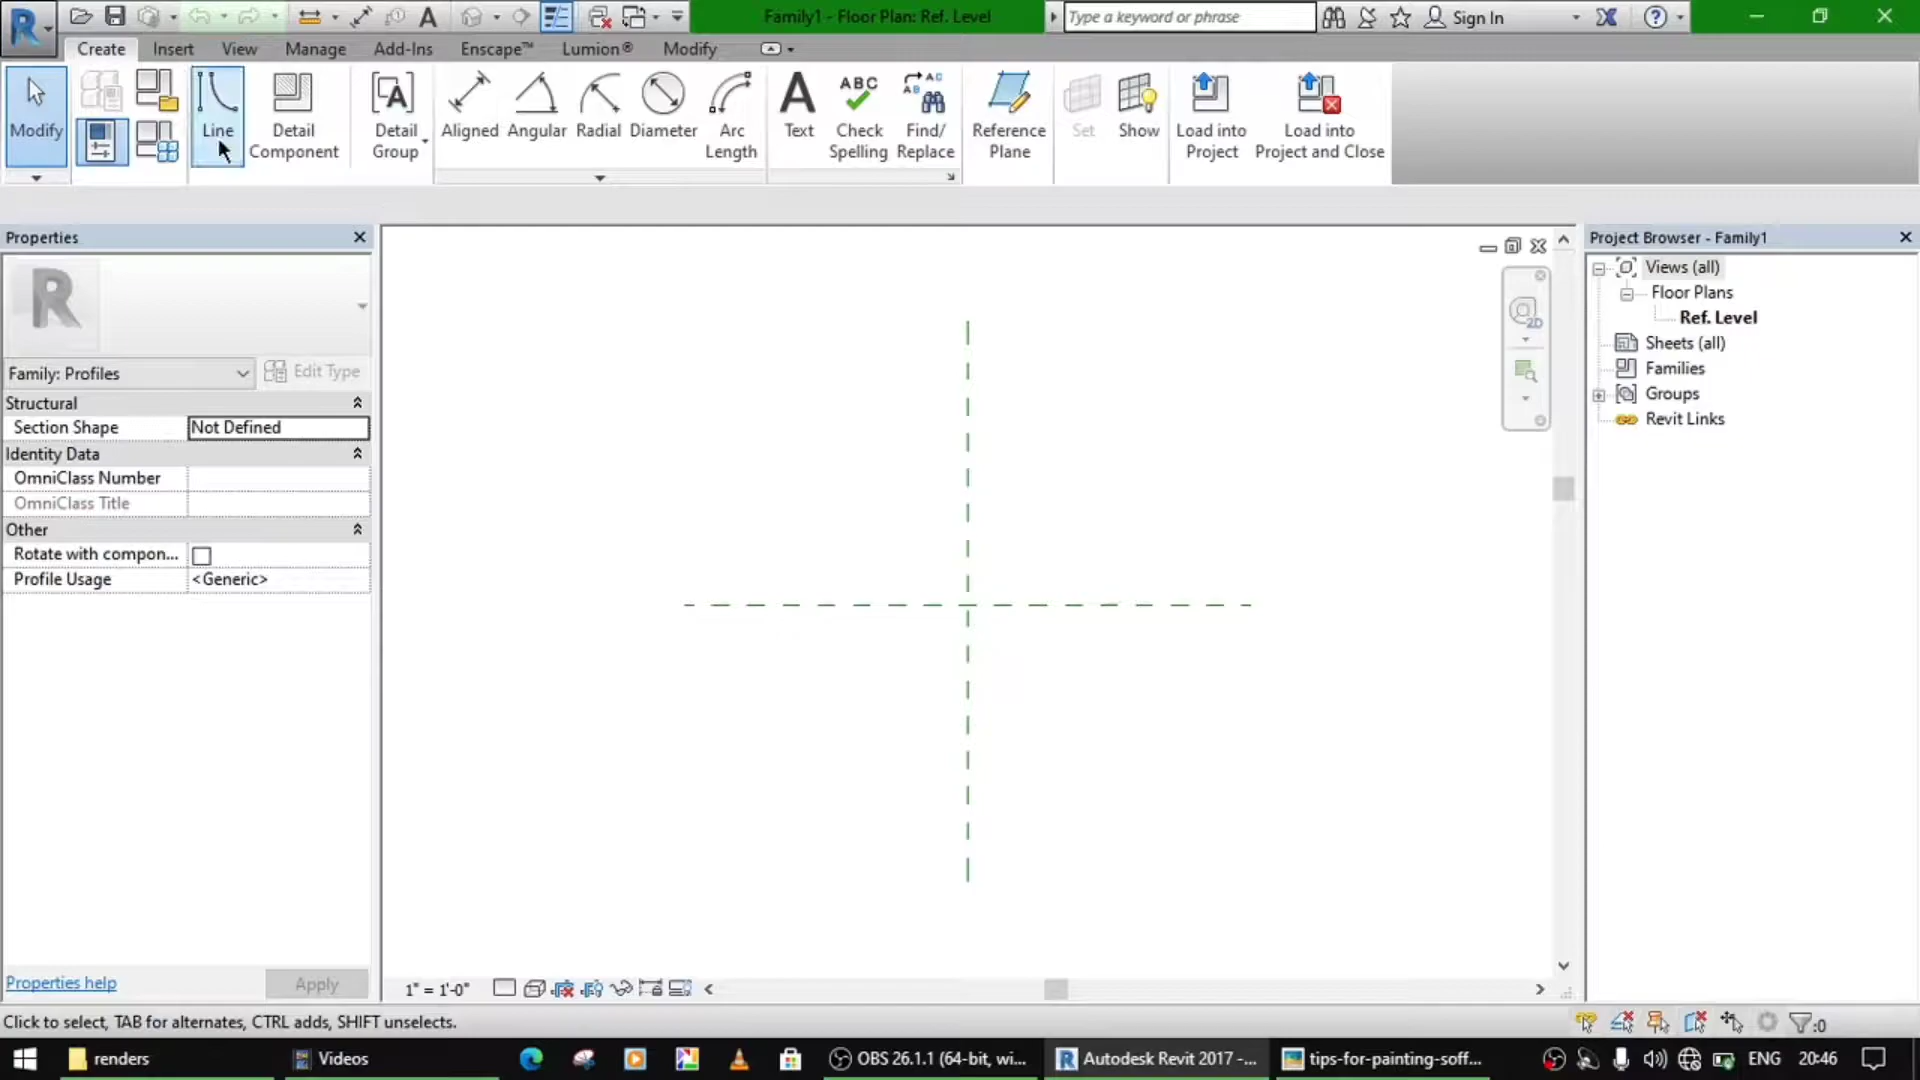 Family1 - Floor Plan: Ref. Level
Type a keyword or phrase
Sign In
Create Insert View Manage Add-Ins Enscape™ Lumion® Modify
Modify
Line
Detail Component
Detail Group
Aligned
Angular
Radial
Diameter
Arc Length
Text
ABC
Check Spelling
AC
AB
Find/ Replace
Reference Plane
Set
Show
Load into Project
Load into Project and Close
Properties
Family: Profiles
Edit Type
Structural
Section Shape Not Defined
Identity Data
OmniClass Number
OmniClass Title
Other
Rotate with compon...
Profile Usage <Generic>
Properties help
Apply
2D
1" = 1'-0"
Project Browser - Family1
Views (all)
Floor Plans
Ref. Level
Sheets (all)
Families
Groups
Revit Links
Click to select, TAB for alternates, CTRL adds, SHIFT unselects.
:0
renders
Videos
OBS 26.1.1 (64-bit, wi...
Autodesk Revit 2017 -...
tips-for-painting-soff...
ENG
20:46